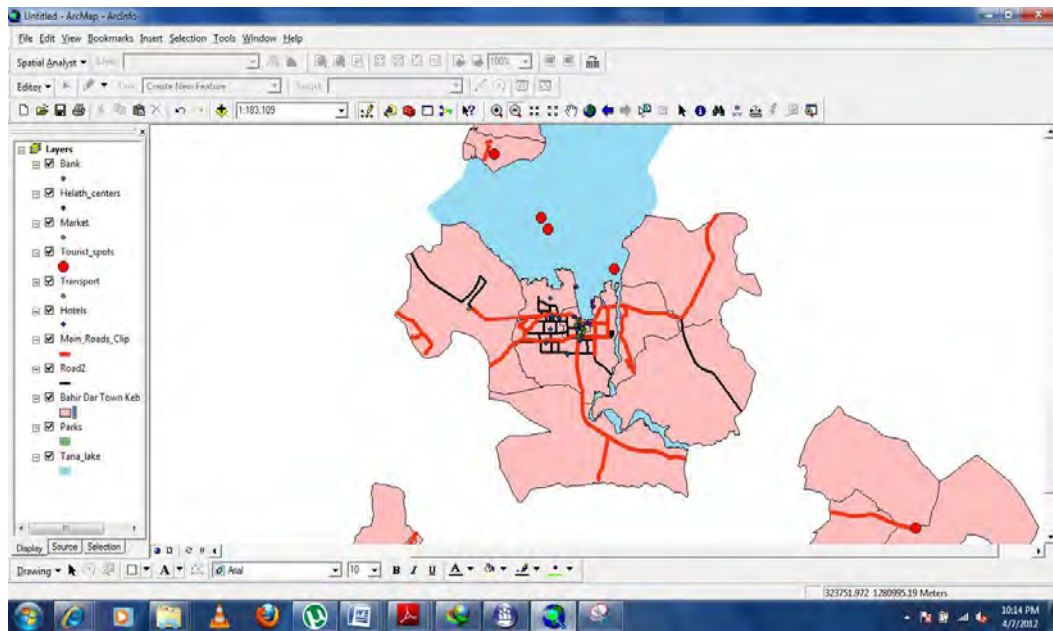 Untitled - ArcMap - ArcInfo
File Edit View Bookmarks Insert Selection Tools Window Help
Spatial Analyst
100%
Editor Create New Feature
1:183,109
Layers
Bank
Helath_centers
Market
Tourist_spots
Transport
Hotels
Main_Roads_Clip
Road2
Bahir Dar Town Keb
Parks
Tana_lake
Display Source Selection
Drawing A Arial 10 B I U A
323751.972 1280995.19 Meters
10:14 PM
4/7/2012